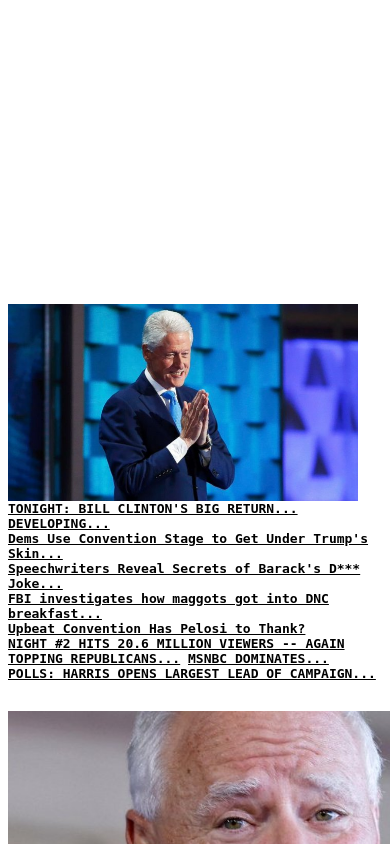 TONIGHT: BILL CLINTON'S BIG RETURN...
DEVELOPING...
Dems Use Convention Stage to Get Under Trump's
Skin...
Speechwriters Reveal Secrets of Barack's D***
Joke...
FBI investigates how maggots got into DNC
breakfast...
Upbeat Convention Has Pelosi to Thank?
NIGHT #2 HITS 20.6 MILLION VIEWERS -- AGAIN
TOPPING REPUBLICANS... MSNBC DOMINATES...
POLLS: HARRIS OPENS LARGEST LEAD OF CAMPAIGN...